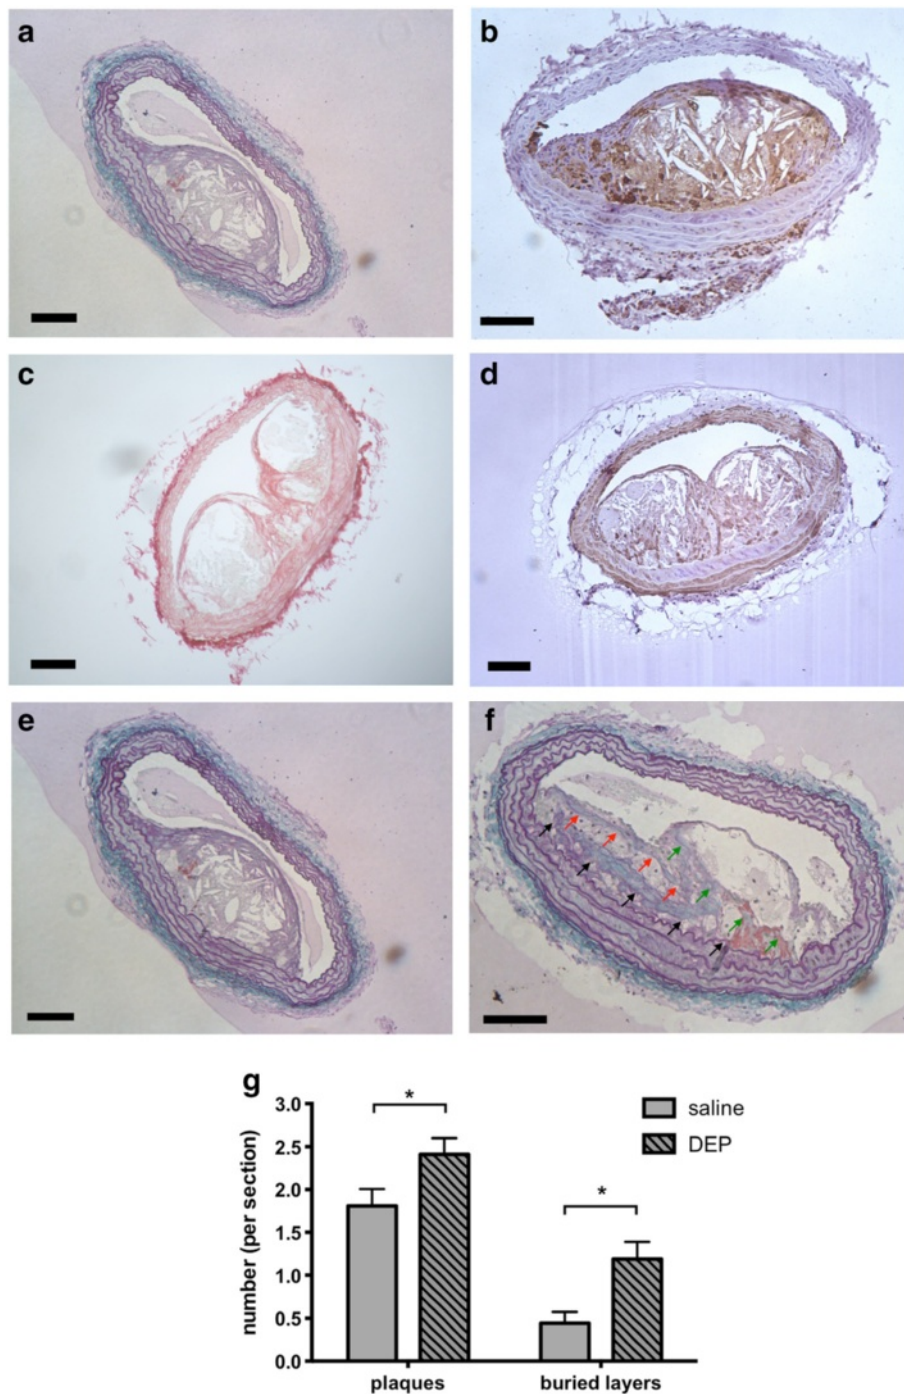 a
b
c
d
e
f
g
*
*
3.0
2.5
2.0
1.5
1.0
0.5
0.0
number (per section)
saline
DEP
plaques
buried layers